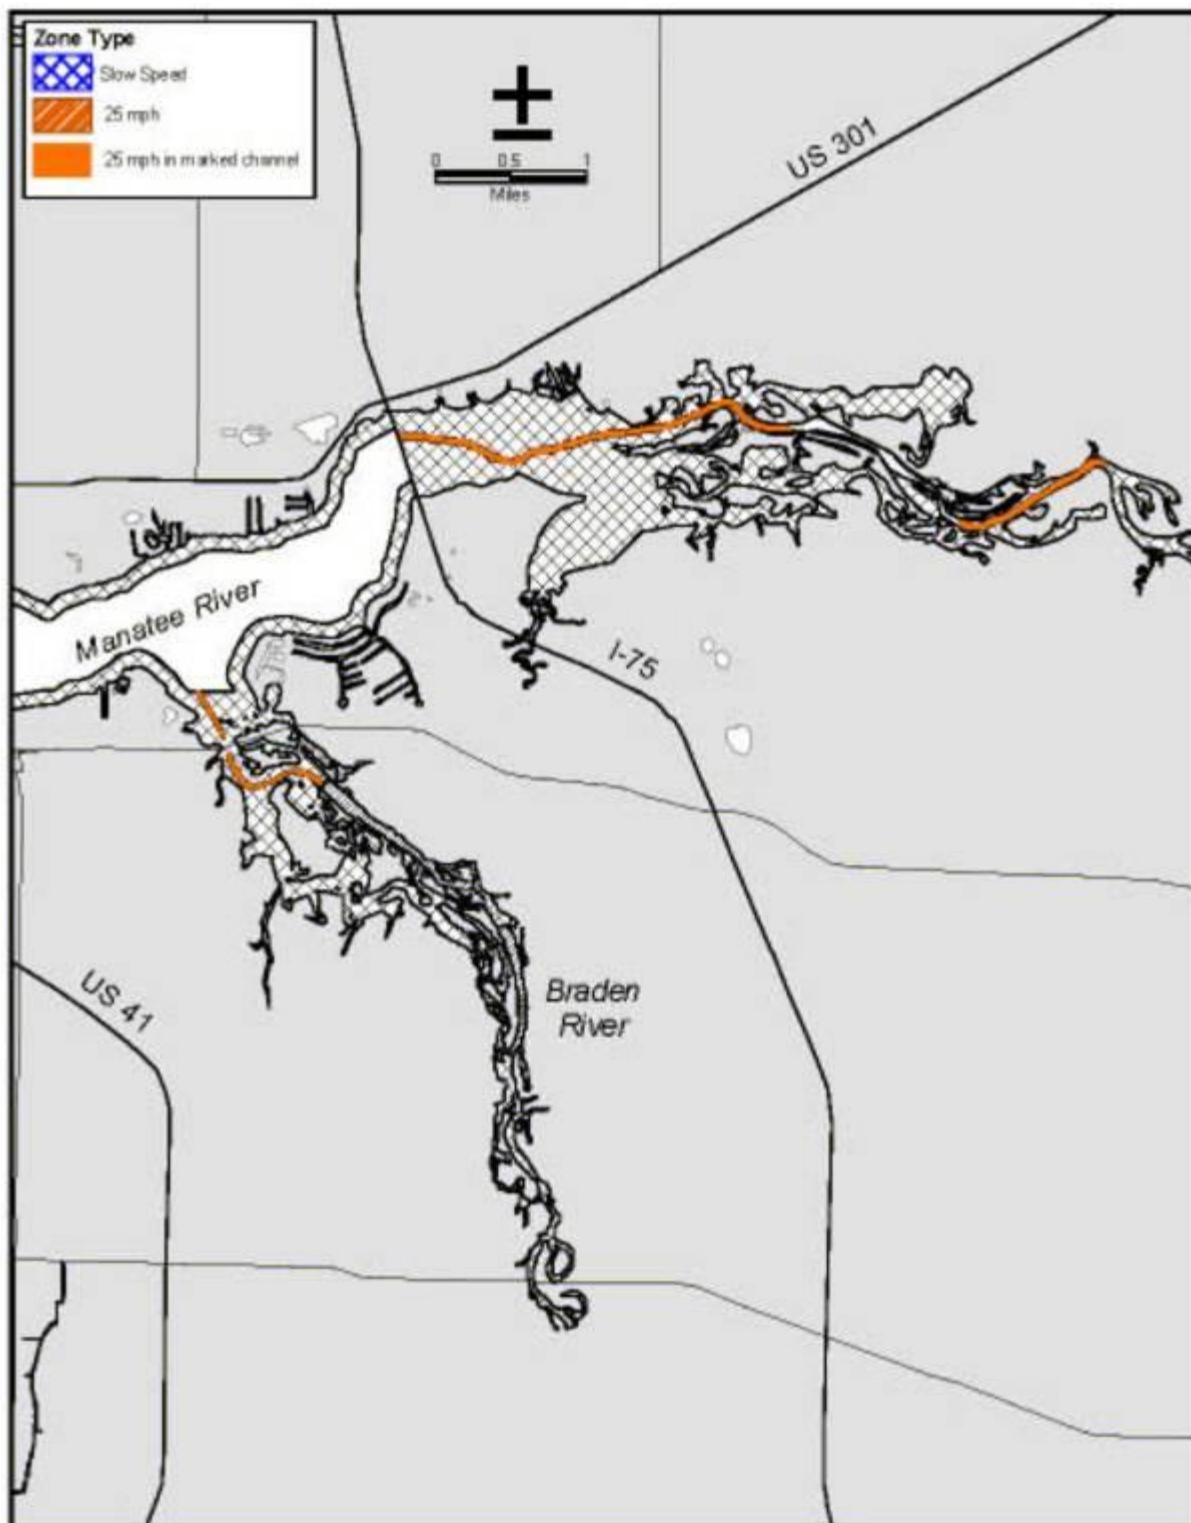 Zone Type
Slow Speed
25 mph
25 mph in marked channel
0 0.5 1
Miles
US 301
Manatee River
I-75
US 41
Braden
River